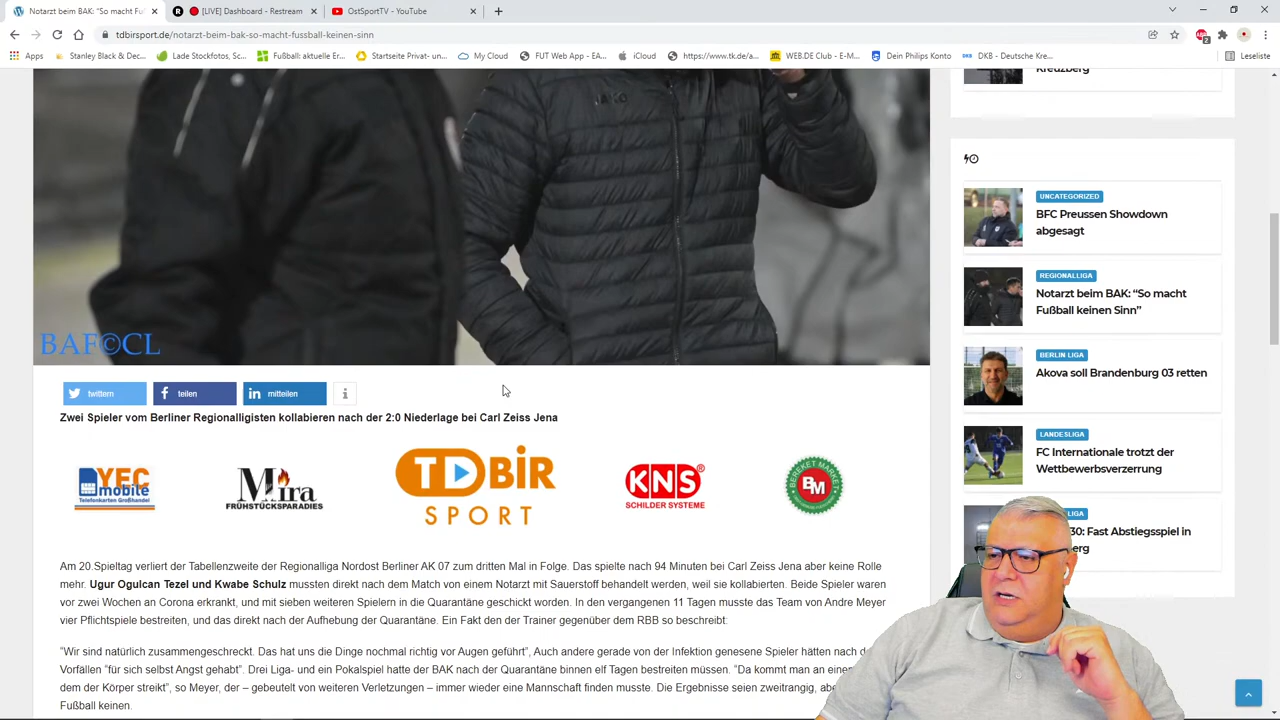 Notarzt beim BAK: “So macht Fu
[LIVE] Dashboard - Restream
OstSportTV - YouTube
tdbirsport.de/notarzt-beim-bak-so-macht-fussball-keinen-sinn
Apps
Stanley Black & Dec...
Lade Stockfotos, Sc...
Fußball: aktuelle Er...
Startseite Privat- un...
My Cloud
FUT Web App - EA...
iCloud
https://www.tk.de/a...
WEB.DE Club - E-M...
Dein Philips Konto
DKB - Deutsche Kre...
Leseliste
Kreuzberg
JAKO
BAF©CL
UNCATEGORIZED
BFC Preussen Showdown
abgesagt
REGIONALLIGA
Notarzt beim BAK: “So macht
Fußball keinen Sinn”
BERLIN LIGA
Akova soll Brandenburg 03 retten
LANDESLIGA
FC Internationale trotzt der
Wettbewerbsverzerrung
LIGA
30: Fast Abstiegsspiel in
berg
twittern
teilen
mitteilen
Zwei Spieler vom Berliner Regionalligisten kollabieren nach der 2:0 Niederlage bei Carl Zeiss Jena
YEC
mobile
Telefonkarten Großhandel
Mira
FRÜHSTÜCKSPARADIES
TDBİR
SPORT
KNS®
SCHILDER SYSTEME
BEREKET MARKET
BM
Am 20.Spieltag verliert der Tabellenzweite der Regionalliga Nordost Berliner AK 07 zum dritten Mal in Folge. Das spielte nach 94 Minuten bei Carl Zeiss Jena aber keine Rolle
mehr. Ugur Ogulcan Tezel und Kwabe Schulz mussten direkt nach dem Match von einem Notarzt mit Sauerstoff behandelt werden, weil sie kollabierten. Beide Spieler waren
vor zwei Wochen an Corona erkrankt, und mit sieben weiteren Spielern in die Quarantäne geschickt worden. In den vergangenen 11 Tagen musste das Team von Andre Meyer
vier Pflichtspiele bestreiten, und das direkt nach der Aufhebung der Quarantäne. Ein Fakt den der Trainer gegenüber dem RBB so beschreibt:
“Wir sind natürlich zusammengeschreckt. Das hat uns die Dinge nochmal richtig vor Augen geführt”, Auch andere gerade von der Infektion genesene Spieler hätten nach d
Vorfällen “für sich selbst Angst gehabt”. Drei Liga- und ein Pokalspiel hatte der BAK nach der Quarantäne binnen elf Tagen bestreiten müssen. ”Da kommt man an einen
dem der Körper streikt”, so Meyer, der – gebeutelt von weiteren Verletzungen – immer wieder eine Mannschaft finden musste. Die Ergebnisse seien zweitrangig, abe
Fußball keinen.